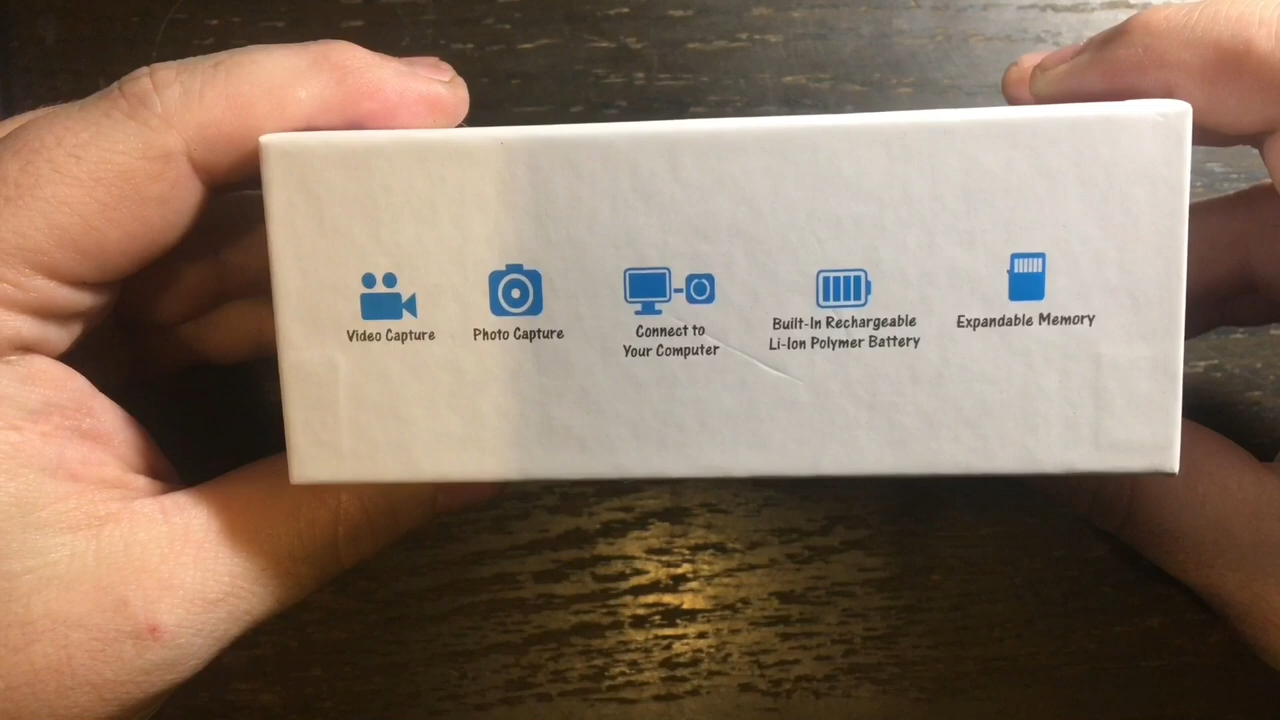 Video Capture
Photo Capture
Connect to
Your Computer
Built-In Rechargeable
Li-Ion Polymer Battery
Expandable Memory